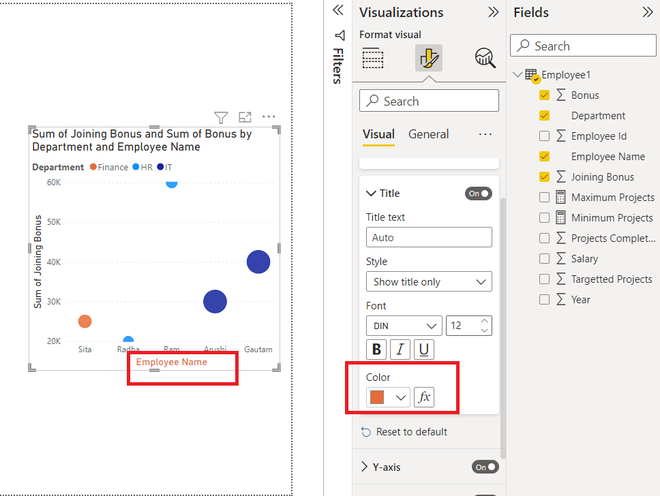 Sum of Joining Bonus and Sum of Bonus by
Department and Employee Name
Department Finance HR IT
Sum of Joining Bonus
60K
50K
40K
30K
20K
Sita Radha Ram Arushi Gautam
Employee Name
Filters
Visualizations
Format visual
Search
Visual General
Title On
Title text
Auto
Style
Show title only
Font
DIN 12
B I U
Color
fx
Reset to default
Y-axis On
Fields
Search
Employee1
Bonus
Department
Employee Id
Employee Name
Joining Bonus
Maximum Projects
Minimum Projects
Projects Complet...
Salary
Targetted Projects
Year